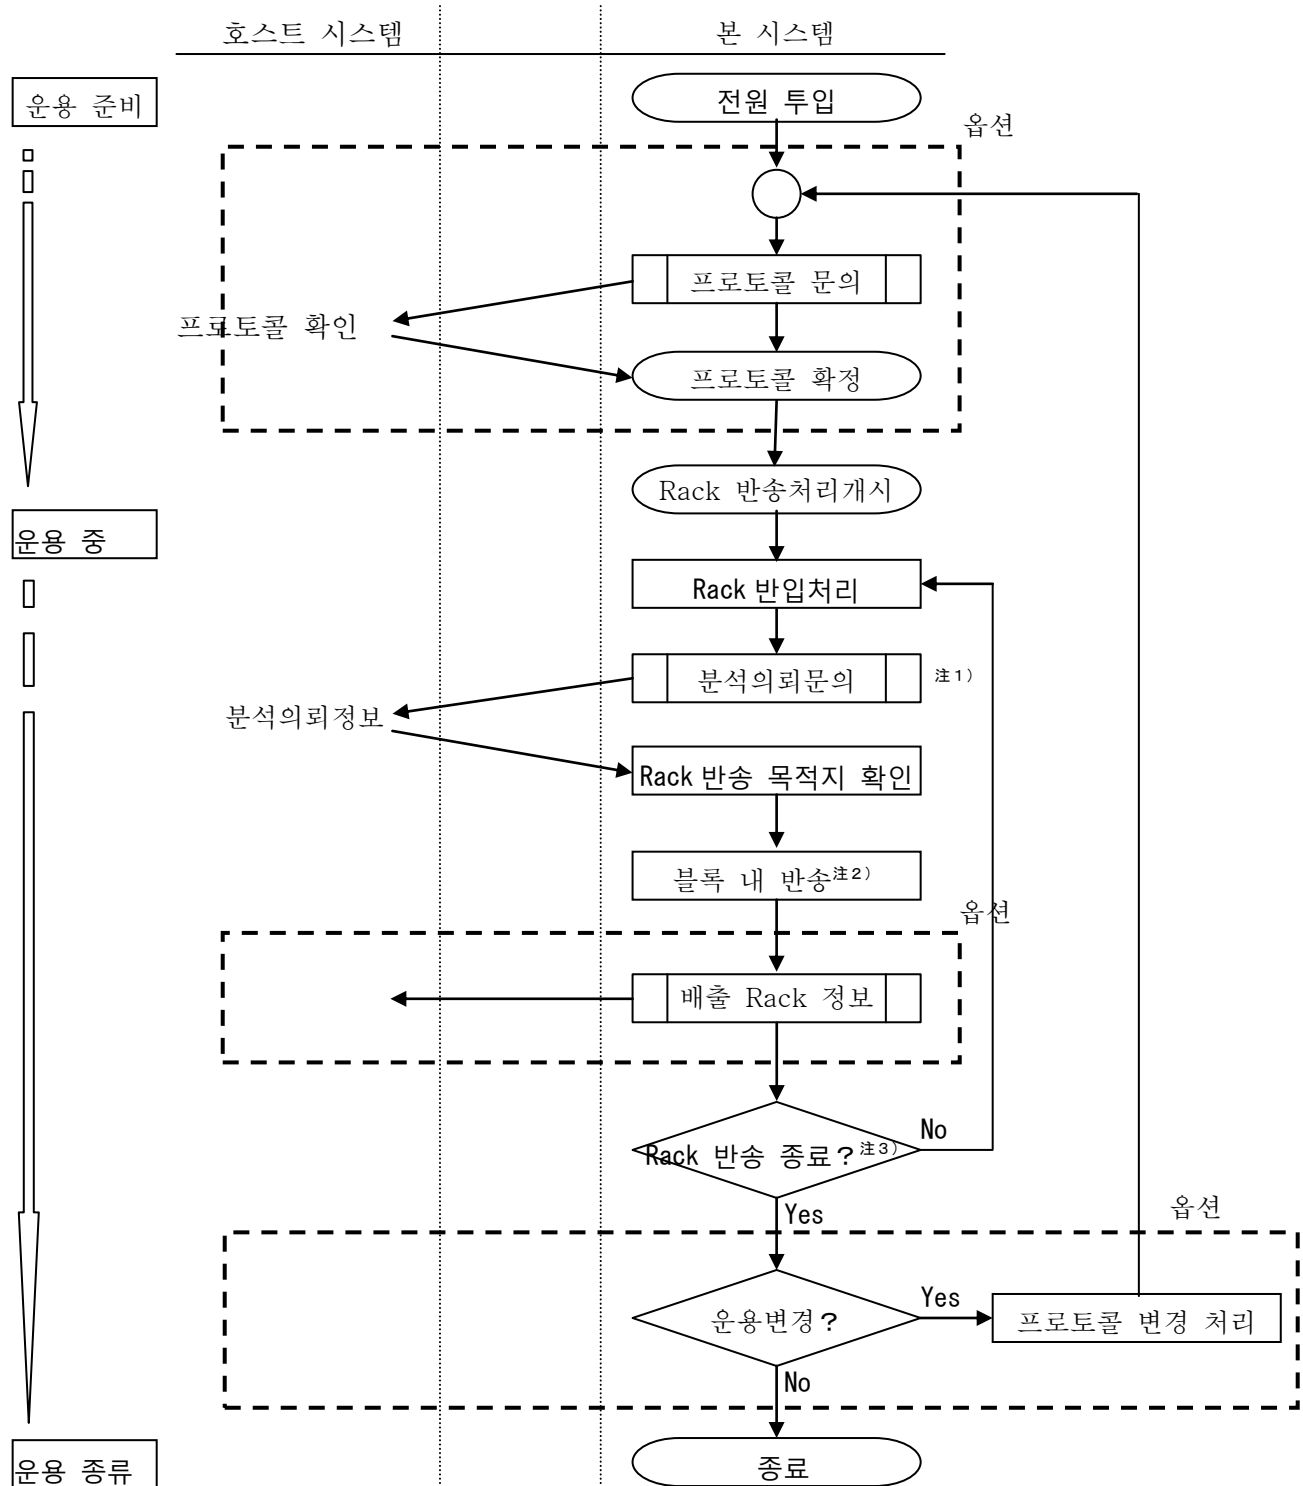 호스트 시스템
본 시스템
운용 준비
전원 투입
옵션
프로토콜 문의
프로토콜 확인
프로토콜 확정
Rack 반송처리개시
운용 중
Rack 반입처리
분석의뢰문의
注1)
분석의뢰정보
Rack 반송 목적지 확인
블록 내 반송注2)
옵션
배출 Rack 정보
Rack 반송 종료?注3)
No
Yes
옵션
운용변경?
Yes
프로토콜 변경 처리
No
운용 종류
종료